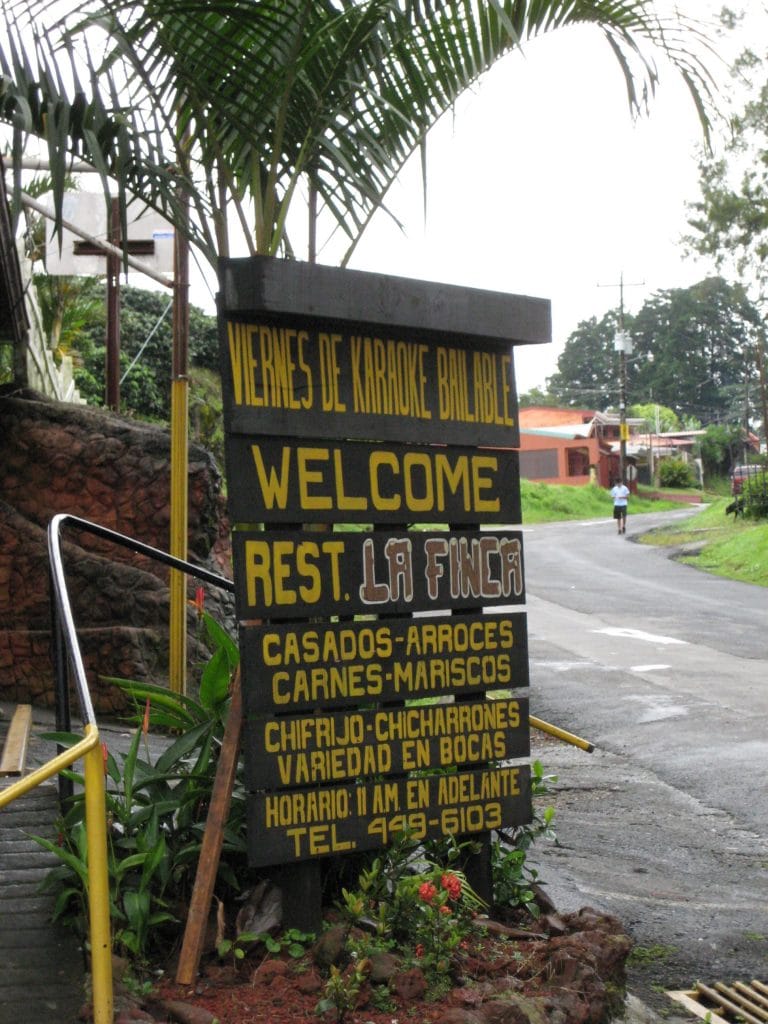 VIERNES DE KARAOKE BAILABLE
WELCOME
REST. LA FINCA
CASADOS-ARROCES
CARNES-MARISCOS
CHIFRIJO-CHICHARRONES
VARIEDAD EN BOCAS
HORARIO: 11 AM. EN ADELANTE
TEL. 449-6103